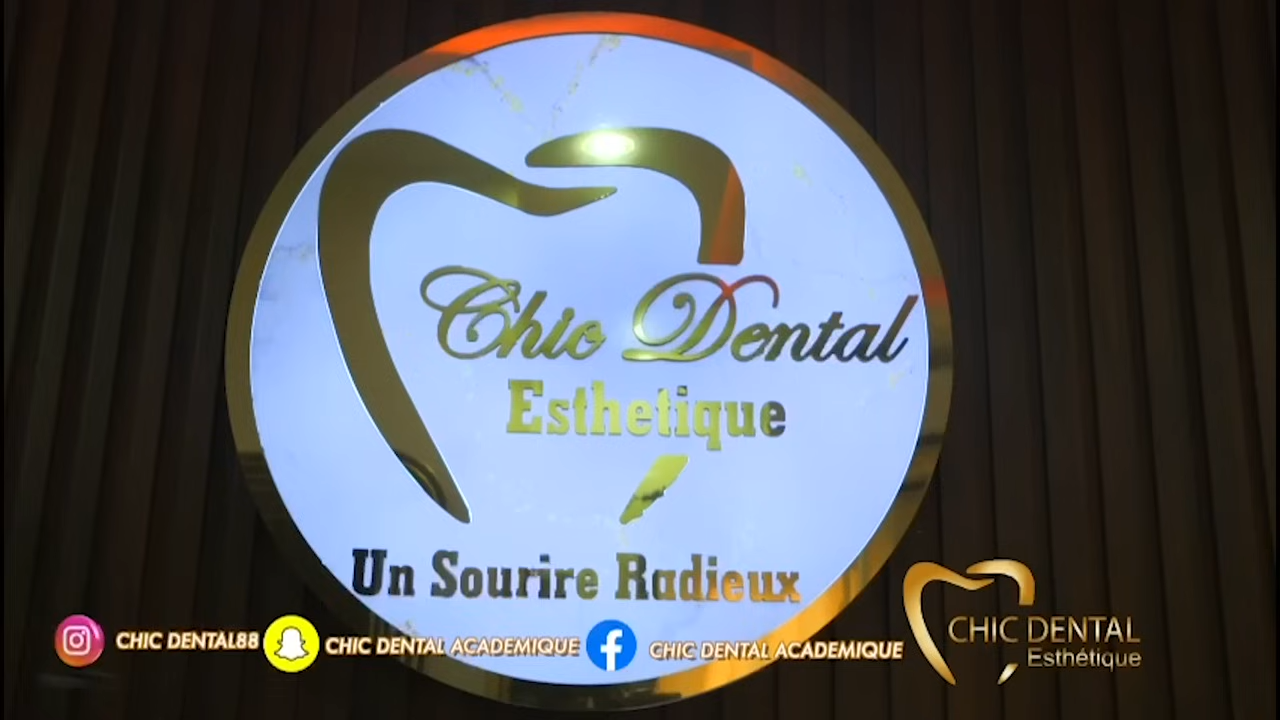 Chic Dental
Esthetique
Un Sourire Radieux
CHIC DENTAL88
CHIC DENTAL ACADEMIQUE
CHIC DENTAL ACADEMIQUE
CHIC DENTAL
Esthétique